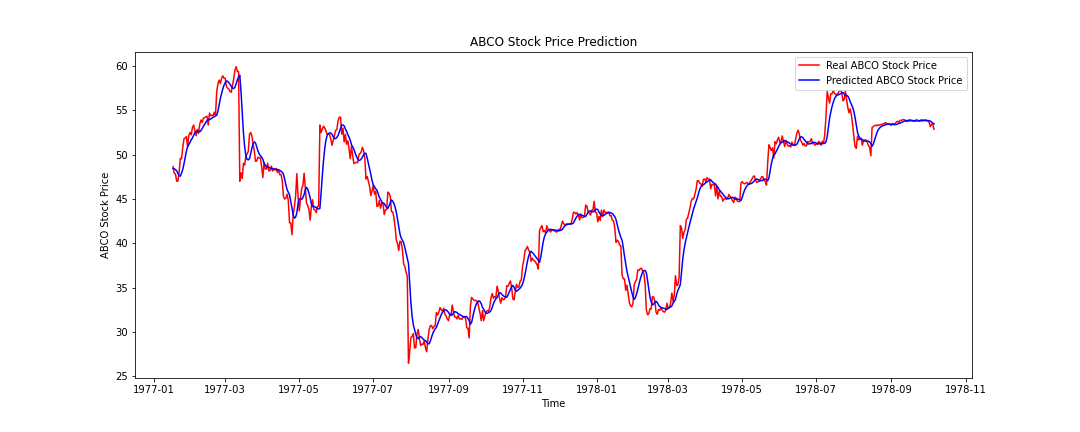 ABCO Stock Price Prediction
Real ABCO Stock Price
Predicted ABCO Stock Price
ABCO Stock Price
60
55
50
45
40
35
30
25
1977-01 1977-03 1977-05 1977-07 1977-09 1977-11 1978-01 1978-03 1978-05 1978-07 1978-09 1978-11
Time